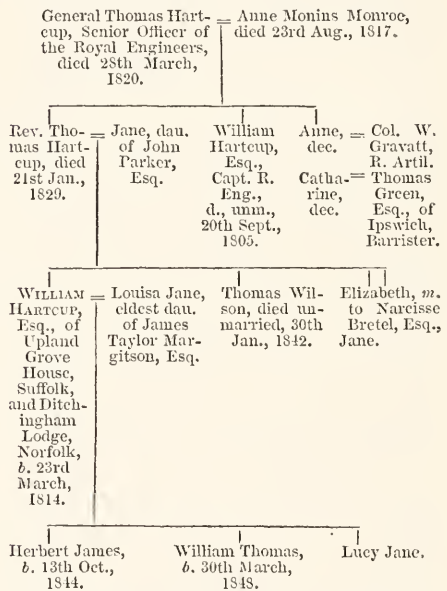 General Thomas Hart- = Anne Monins Monroe,
cup, Senior Officer of died 23rd Aug., 1817.
the Royal Engineers,
died 28th March,
1820.
Rev. Tho- = Jane, dau.
mas Hart- of John
cup, died Parker,
21st Jan., Esq.
1829.
William
Hartcup,
Esq.,
Capt. R.
Eng.,
d., unm.,
20th Sept.,
1805.
Anne, = Col. W.
dec. Gravatt,
R. Artil.
Catha- = Thomas
rine, Green,
dec. Esq., of
Ipswich,
Barrister.
WILLIAM = Louisa Jane,
HARTCUP, eldest dau.
Esq., of of James
Upland Taylor Mar-
Grove gitson, Esq.
House,
Suffolk,
and Ditch-
ingham
Lodge,
Norfolk,
b. 23rd
March,
1814.
Thomas Wil-
son, died un-
married, 30th
Jan., 1842.
Elizabeth, m.
to Narcisse
Bretel, Esq.,
Jane.
Herbert James,
b. 13th Oct.,
1844.
William Thomas,
b. 30th March,
1848.
Lucy Jane.